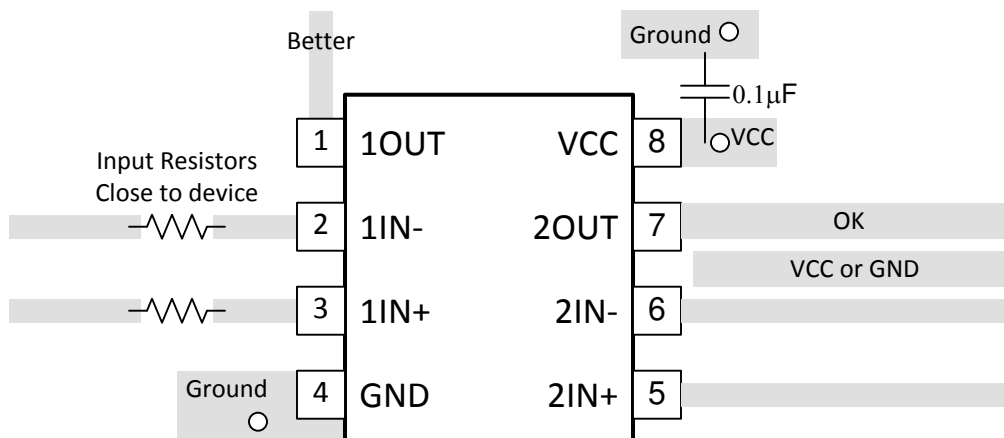 Better
Ground
0.1µF
1 1OUT VCC 8 VCC
Input Resistors
Close to device
2 1IN- 2OUT 7 OK
VCC or GND
3 1IN+ 2IN- 6
Ground
4 GND 2IN+ 5